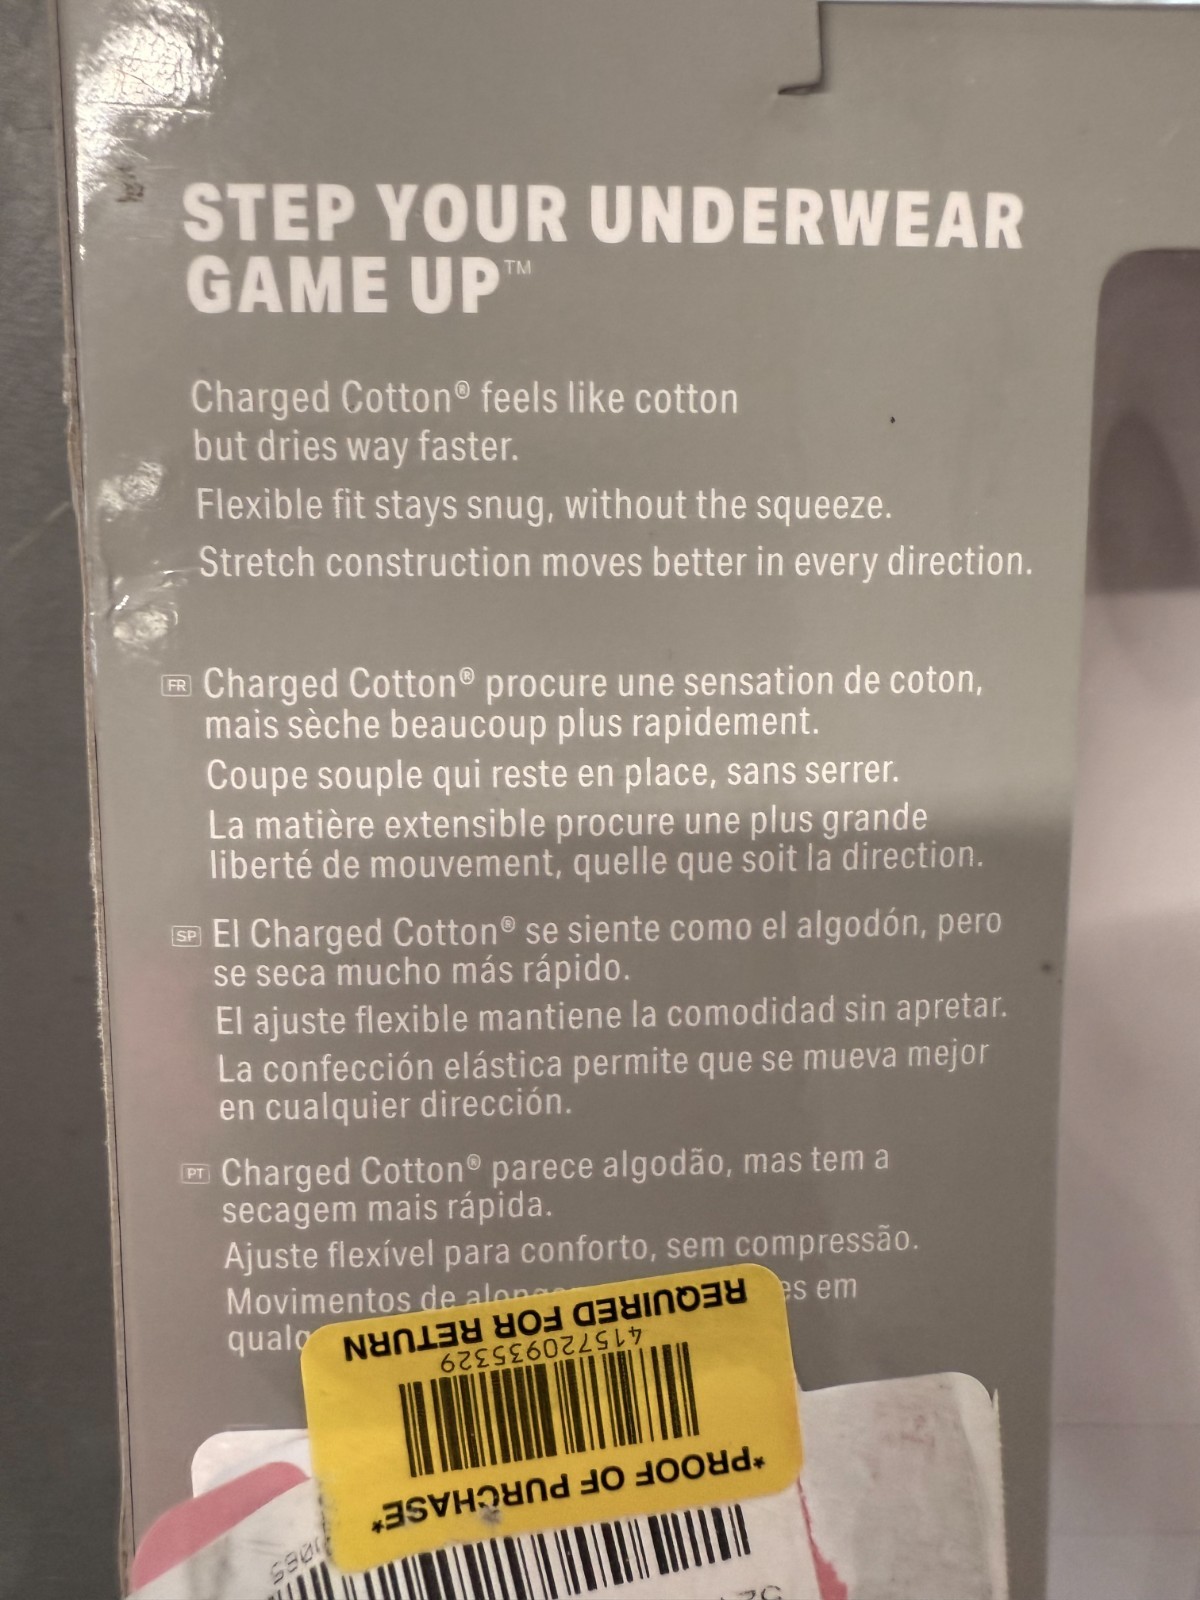 STEP YOUR UNDERWEAR
GAME UP™
Charged Cotton® feels like cotton
but dries way faster.
Flexible fit stays snug, without the squeeze.
Stretch construction moves better in every direction.
FR Charged Cotton® procure une sensation de coton,
mais sèche beaucoup plus rapidement.
Coupe souple qui reste en place, sans serrer.
La matière extensible procure une plus grande
liberté de mouvement, quelle que soit la direction.
SP El Charged Cotton® se siente como el algodón, pero
se seca mucho más rápido.
El ajuste flexible mantiene la comodidad sin apretar.
La confección elástica permite que se mueva mejor
en cualquier dirección.
PT Charged Cotton® parece algodão, mas tem a
secagem mais rápida.
Ajuste flexível para conforto, sem compressão.
Movimentos de em
*PROOF OF PURCHASE*
415720935329
REQUIRED FOR RETURN